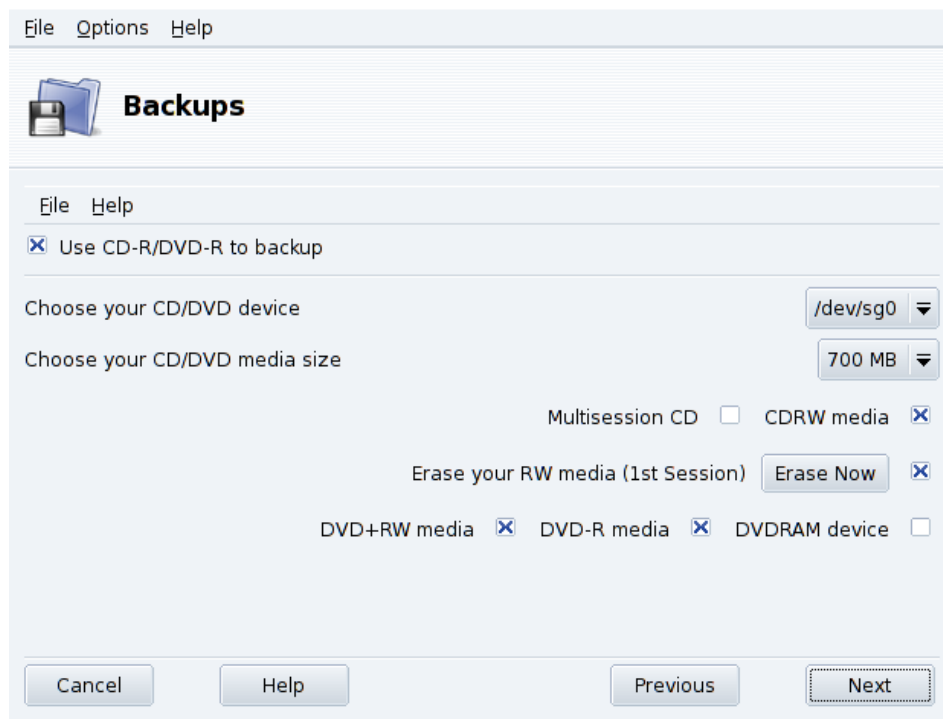 File Options Help
Backups
File Help
Use CD-R/DVD-R to backup
Choose your CD/DVD device /dev/sg0
Choose your CD/DVD media size 700 MB
Multisession CD CDRW media
Erase your RW media (1st Session) Erase Now
DVD+RW media DVD-R media DVDRAM device
Cancel Help Previous Next